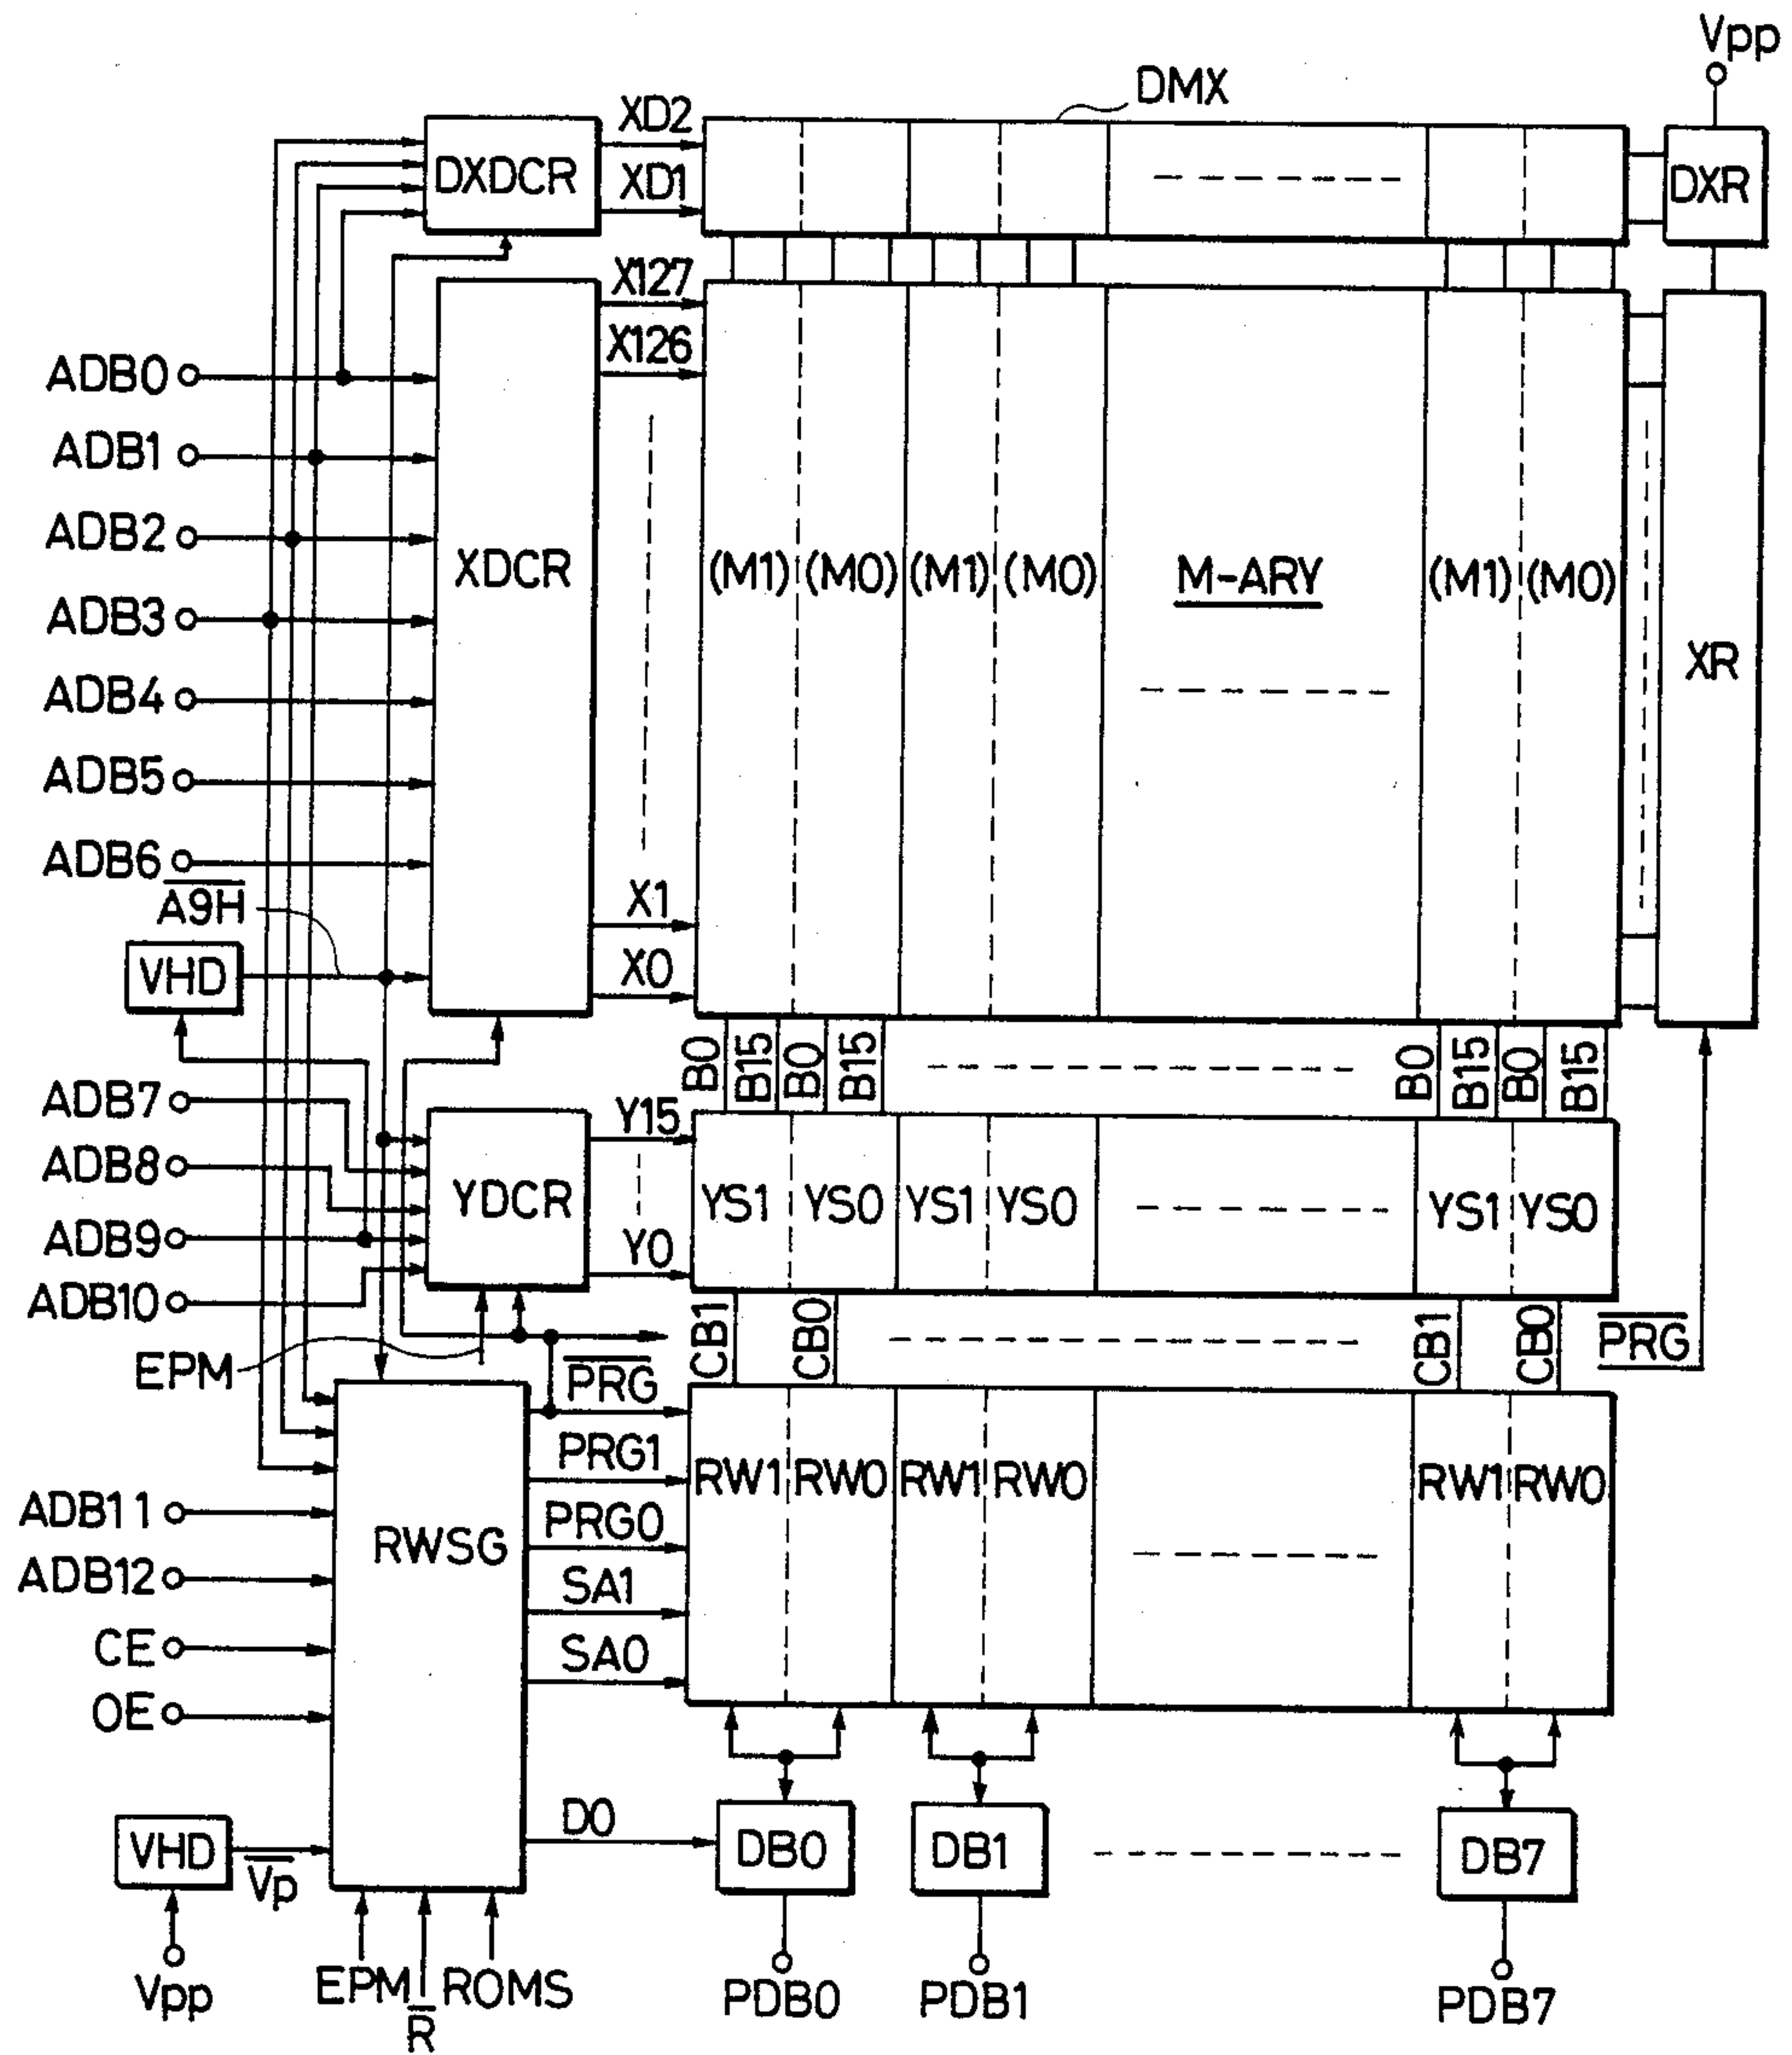 Vpp
DMX
XD2
DXDCR
XD1
DXR
X127
X126
ADB0
ADB1
ADB2
XDCR
(M1) (M0) (M1) (M0) M-ARY (M1) (M0)
ADB3
XR
ADB4
ADB5
ADB6
A̅9̅H̅
X1
VHD
X0
B0 B15 B0 B15 B0 B15 B0 B15
ADB7
Y15
ADB8
YDCR
YS1 YS0 YS1 YS0 YS1 YS0
ADB9
Y0
ADB10
CB1 CB0 CB1 CB0
P̅R̅G̅
EPM
P̅R̅G̅
PRG1
RW1 RW0 RW1 RW0 RW1 RW0
ADB11
PRG0
RWSG
ADB12
SA1
CE
SA0
OE
D0
VHD
V̅p̅
DB0 DB1 DB7
Vpp
EPM R̅ ROMS
PDB0 PDB1 PDB7